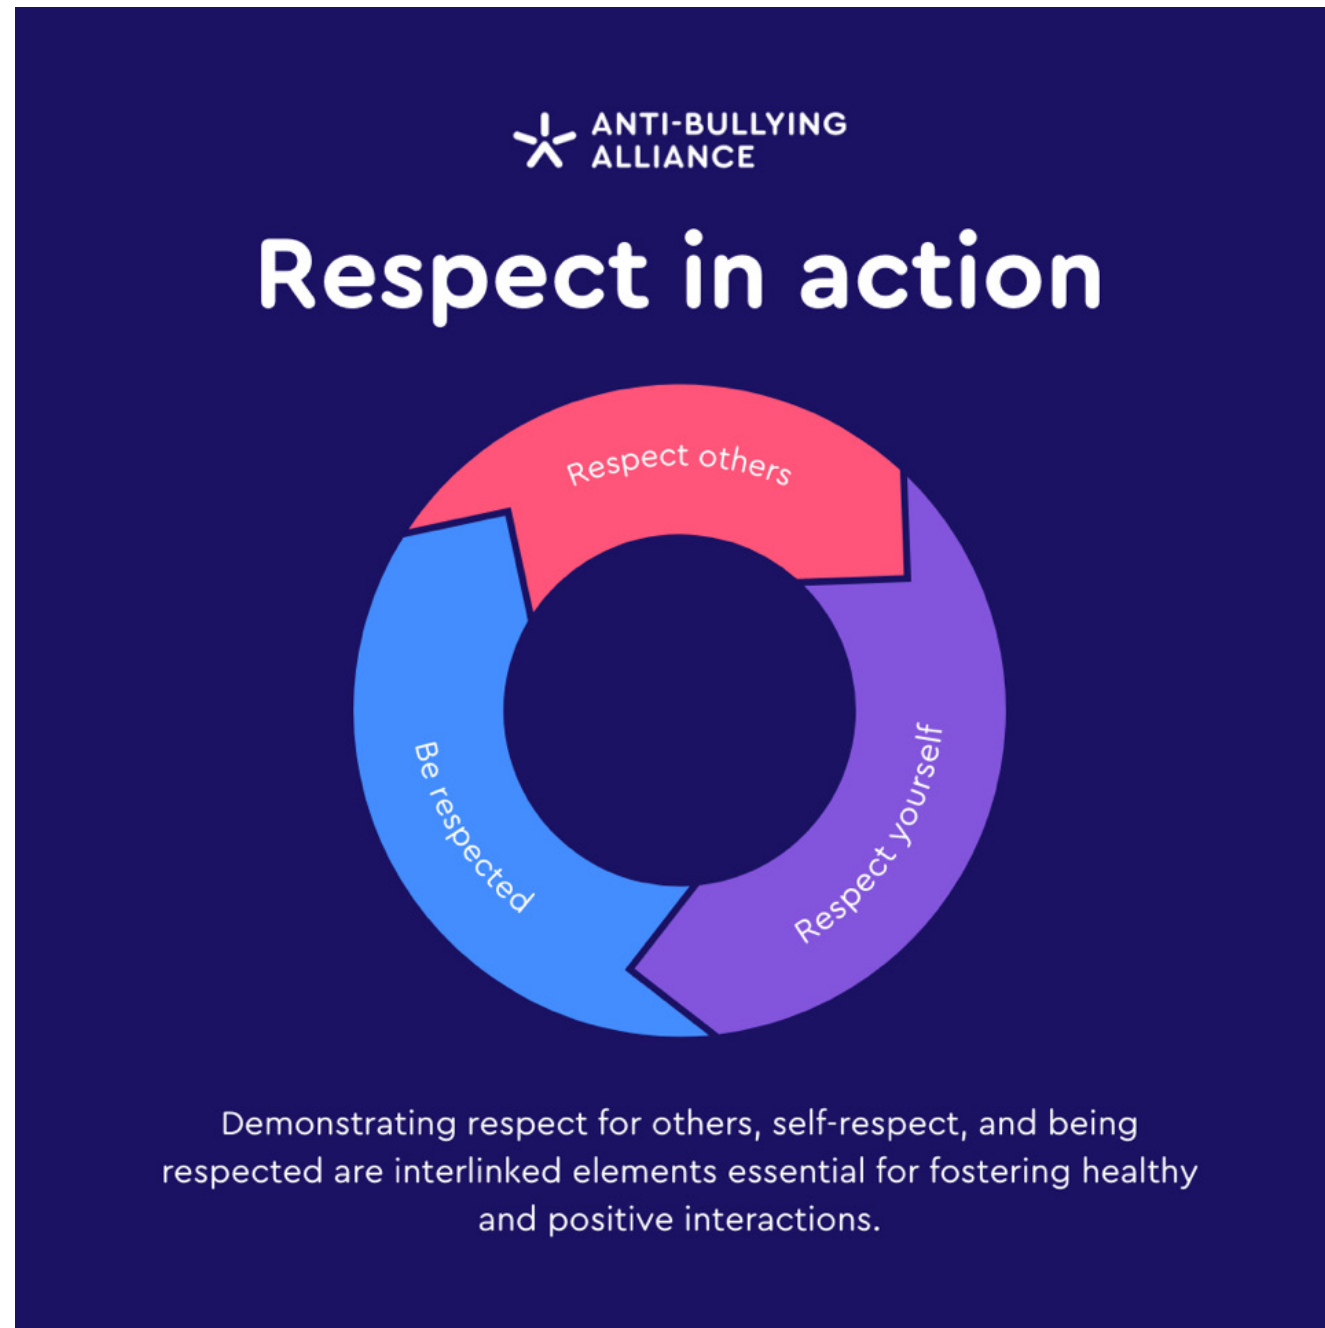 ANTI-BULLYING
ALLIANCE
Respect in action
Respect others
Respect yourself
Be respected
Demonstrating respect for others, self-respect, and being
respected are interlinked elements essential for fostering healthy
and positive interactions.